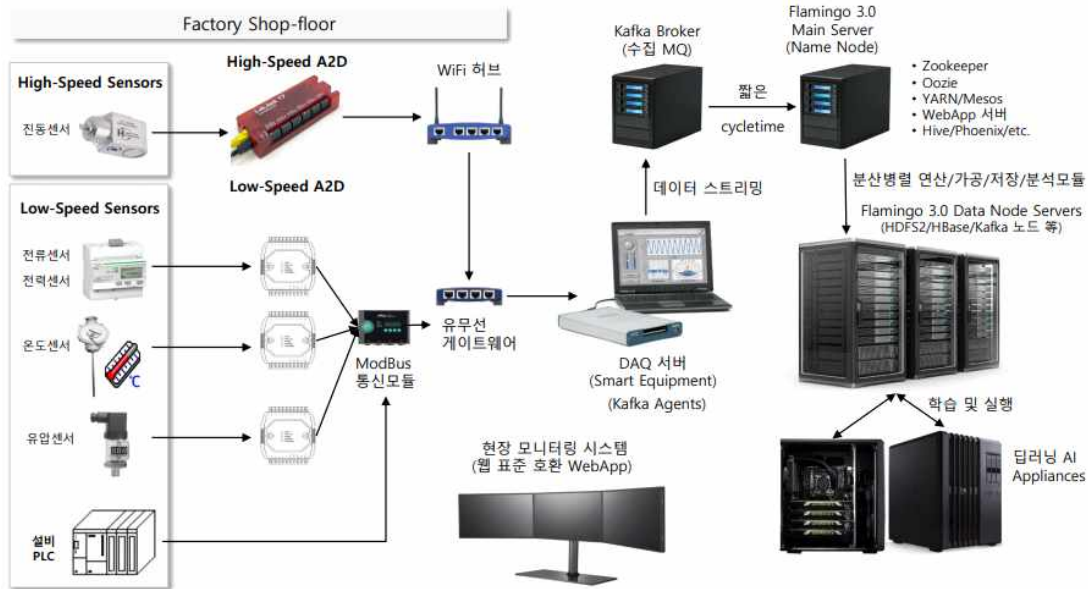 Factory Shop-floor
High-Speed Sensors
진동센서
High-Speed A2D
WiFi 허브
Low-Speed A2D
Low-Speed Sensors
전류센서
전력센서
온도센서
℃
유압센서
설비
PLC
ModBus
통신모듈
유무선
게이트웨어
Kafka Broker
(수집 MQ)
짧은
cycletime
Flamingo 3.0
Main Server
(Name Node)
• Zookeeper
• Oozie
• YARN/Mesos
• WebApp 서버
• Hive/Phoenix/etc.
데이터 스트리밍
DAQ 서버
(Smart Equipment)
(Kafka Agents)
분산병렬 연산/가공/저장/분석모듈
Flamingo 3.0 Data Node Servers
(HDFS2/HBase/Kafka 노드 等)
학습 및 실행
딥러닝 AI
Appliances
현장 모니터링 시스템
(웹 표준 호환 WebApp)